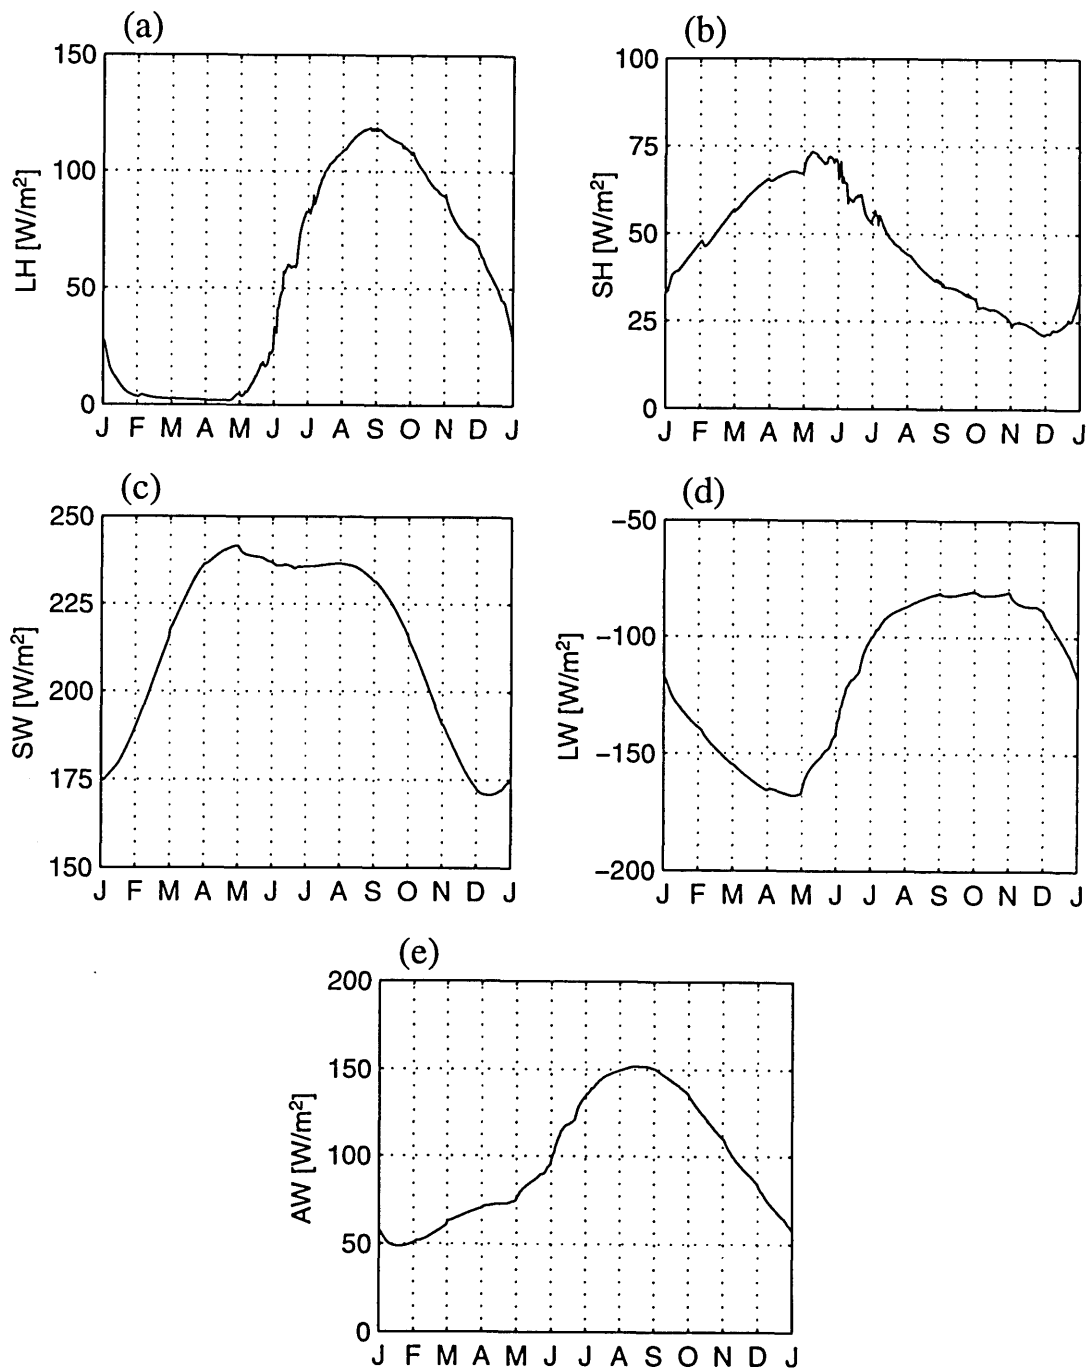 (a)
150
100
50
0
LH [W/m²]
J F M A M J J A S O N D J
(b)
100
75
50
25
0
SH [W/m²]
J F M A M J J A S O N D J
(c)
250
225
200
175
150
SW [W/m²]
J F M A M J J A S O N D J
(d)
−50
−100
−150
−200
LW [W/m²]
J F M A M J J A S O N D J
(e)
200
150
100
50
0
AW [W/m²]
J F M A M J J A S O N D J